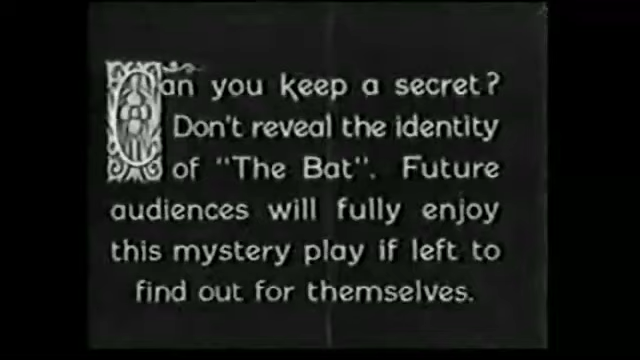 Can you keep a secret?
Don't reveal the identity
of "The Bat". Future
audiences will fully enjoy
this mystery play if left to
find out for themselves.